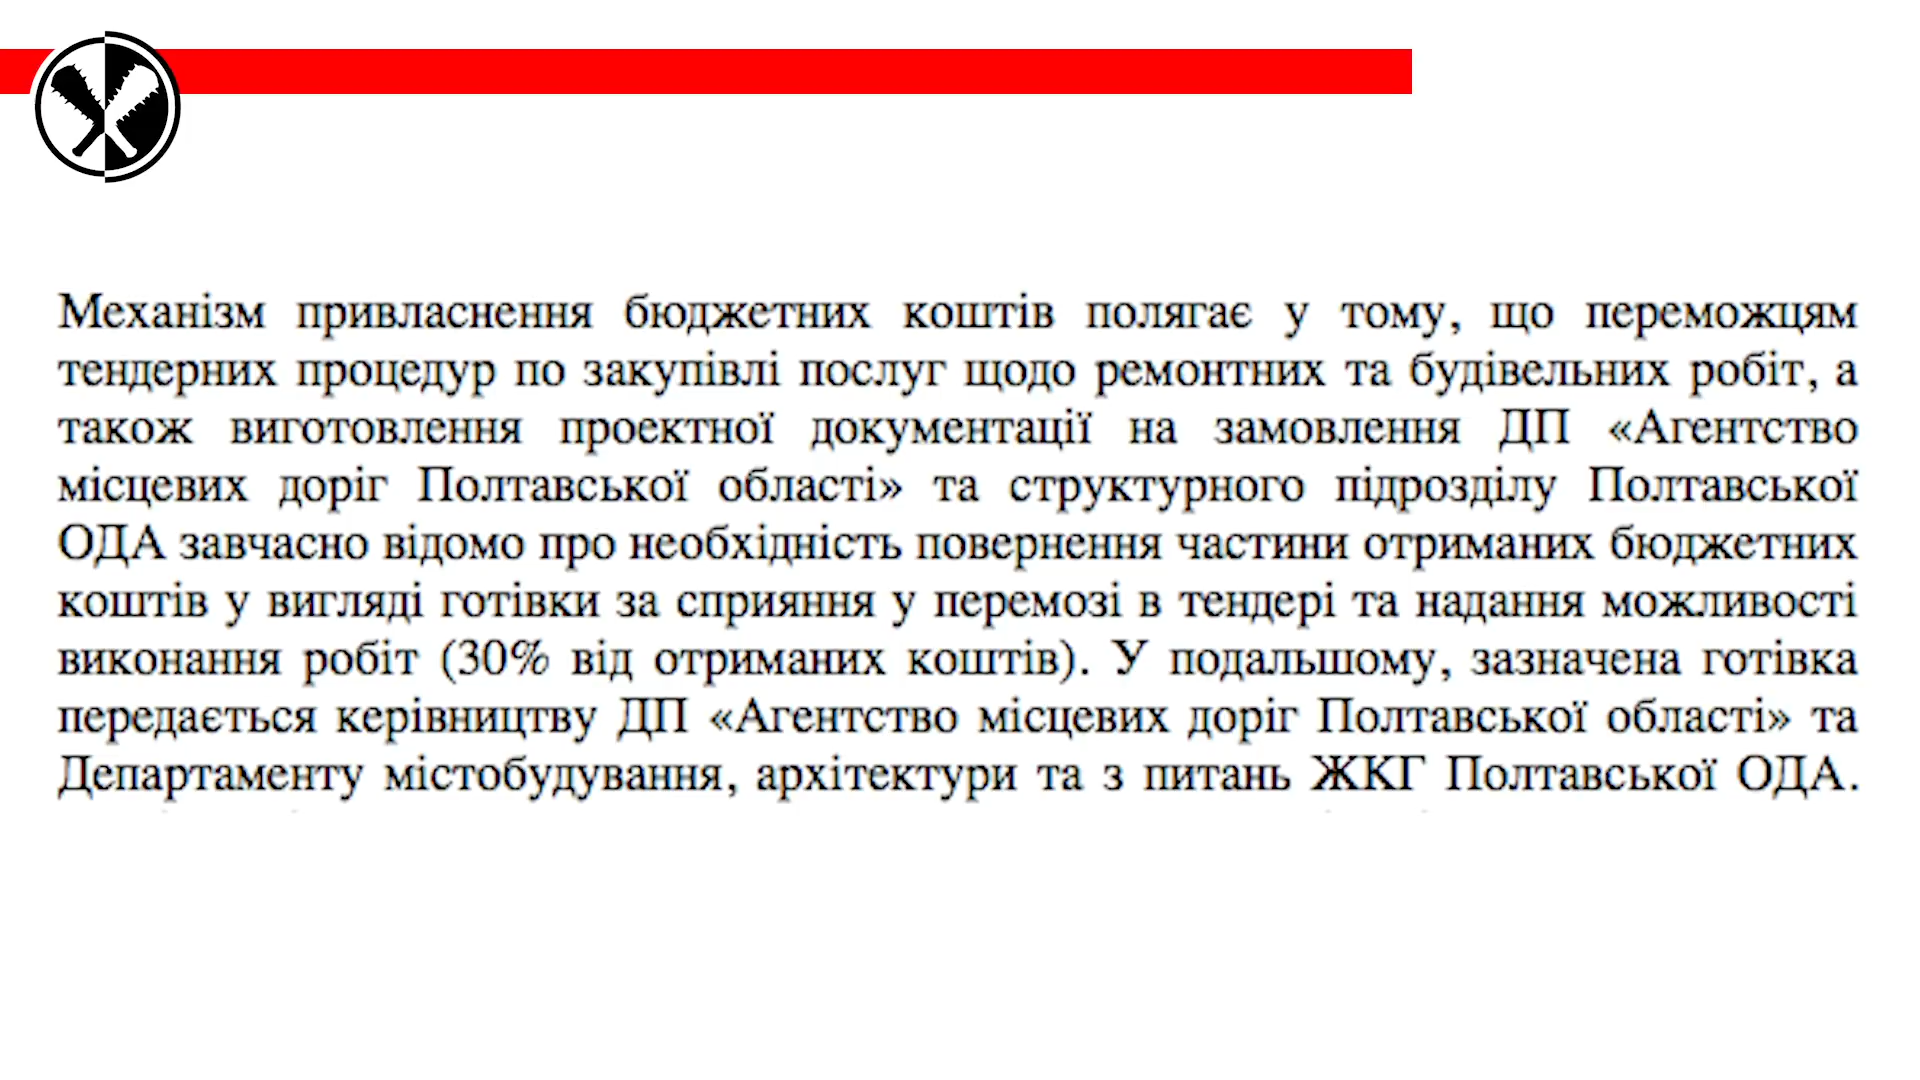 Механізм привласнення бюджетних коштів полягає у тому, що переможцям
тендерних процедур по закупівлі послуг щодо ремонтних та будівельних робіт, а
також виготовлення проектної документації на замовлення ДП «Агентство
місцевих доріг Полтавської області» та структурного підрозділу Полтавської
ОДА завчасно відомо про необхідність повернення частини отриманих бюджетних
коштів у вигляді готівки за сприяння у перемозі в тендері та надання можливості
виконання робіт (30% від отриманих коштів). У подальшому, зазначена готівка
передається керівництву ДП «Агентство місцевих доріг Полтавської області» та
Департаменту містобудування, архітектури та з питань ЖКГ Полтавської ОДА.